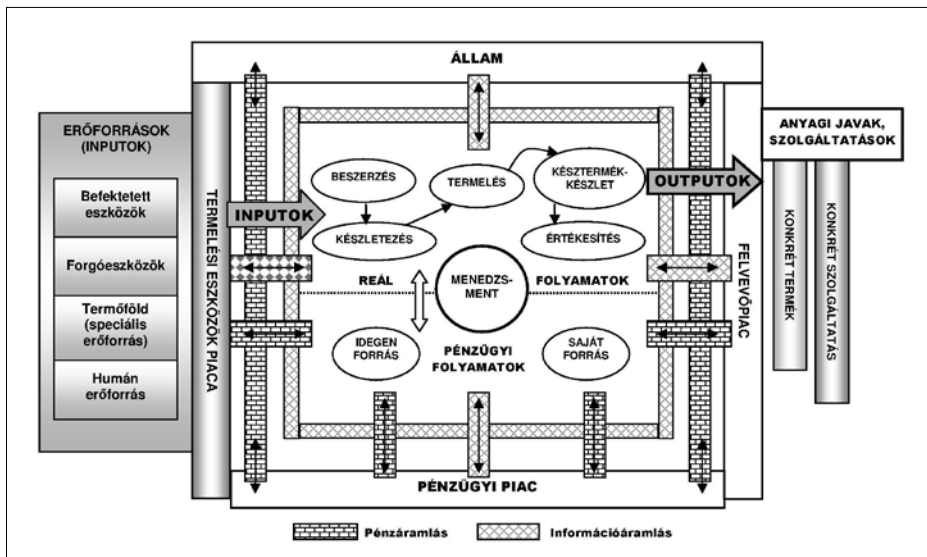 ÁLLAM
ERŐFORRÁSOK
(INPUTOK)
Befektetett
eszközök
Forgóeszközök
Termőföld
(speciális
erőforrás)
Humán
erőforrás
TERMELÉSI ESZKÖZÖK PIACA
INPUTOK
BESZERZÉS
KÉSZLETEZÉS
TERMELÉS
KÉSZTERMÉK-
KÉSZLET
ÉRTÉKESÍTÉS
REÁL
FOLYAMATOK
MENEDZS-
MENT
IDEGEN
FORRÁS
PÉNZÜGYI
FOLYAMATOK
SAJÁT
FORRÁS
OUTPUTOK
FELVEVŐPIAC
ANYAGI JAVAK,
SZOLGÁLTATÁSOK
KONKRÉT TERMÉK
KONKRÉT SZOLGÁLTATÁS
PÉNZÜGYI PIAC
Pénzáramlás
Információáramlás